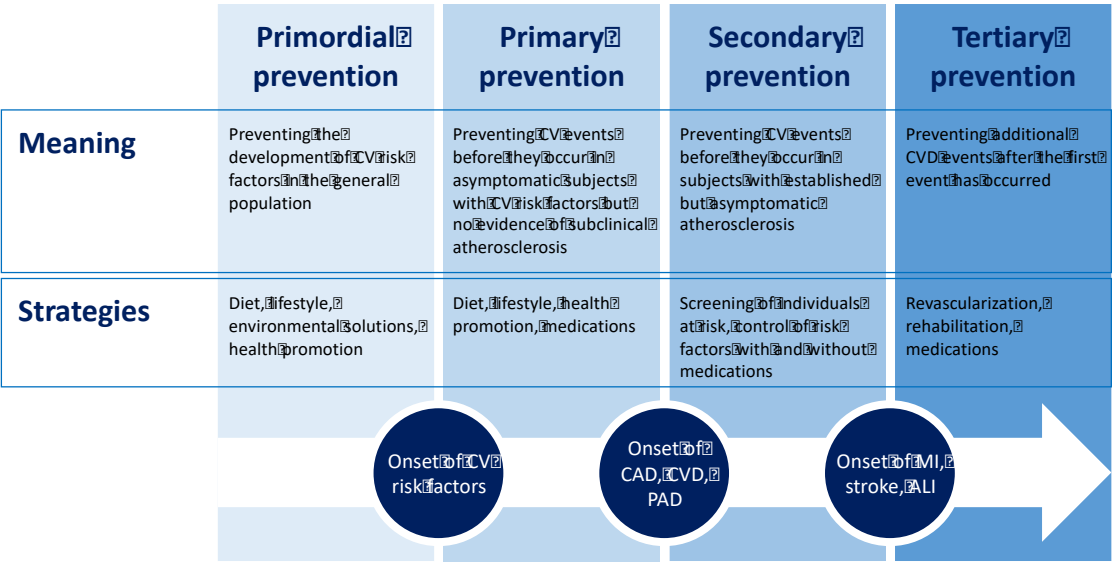 Primordial
prevention
Primary
prevention
Secondary
prevention
Tertiary
prevention
Meaning
Preventing the
development of CV risk
factors in the general
population
Preventing CV events
before they occur in
asymptomatic subjects
with CV risk factors but
no evidence of subclinical
atherosclerosis
Preventing CV events
before they occur in
subjects with established
but asymptomatic
atherosclerosis
Preventing additional
CVD events after the first
event has occurred
Strategies
Diet, lifestyle,
environmental solutions,
health promotion
Diet, lifestyle, health
promotion, medications
Screening of individuals
at risk, control of risk
factors with and without
medications
Revascularization,
rehabilitation,
medications
Onset of CV
risk factors
Onset of
CAD, CVD,
PAD
Onset of MI,
stroke, ALI